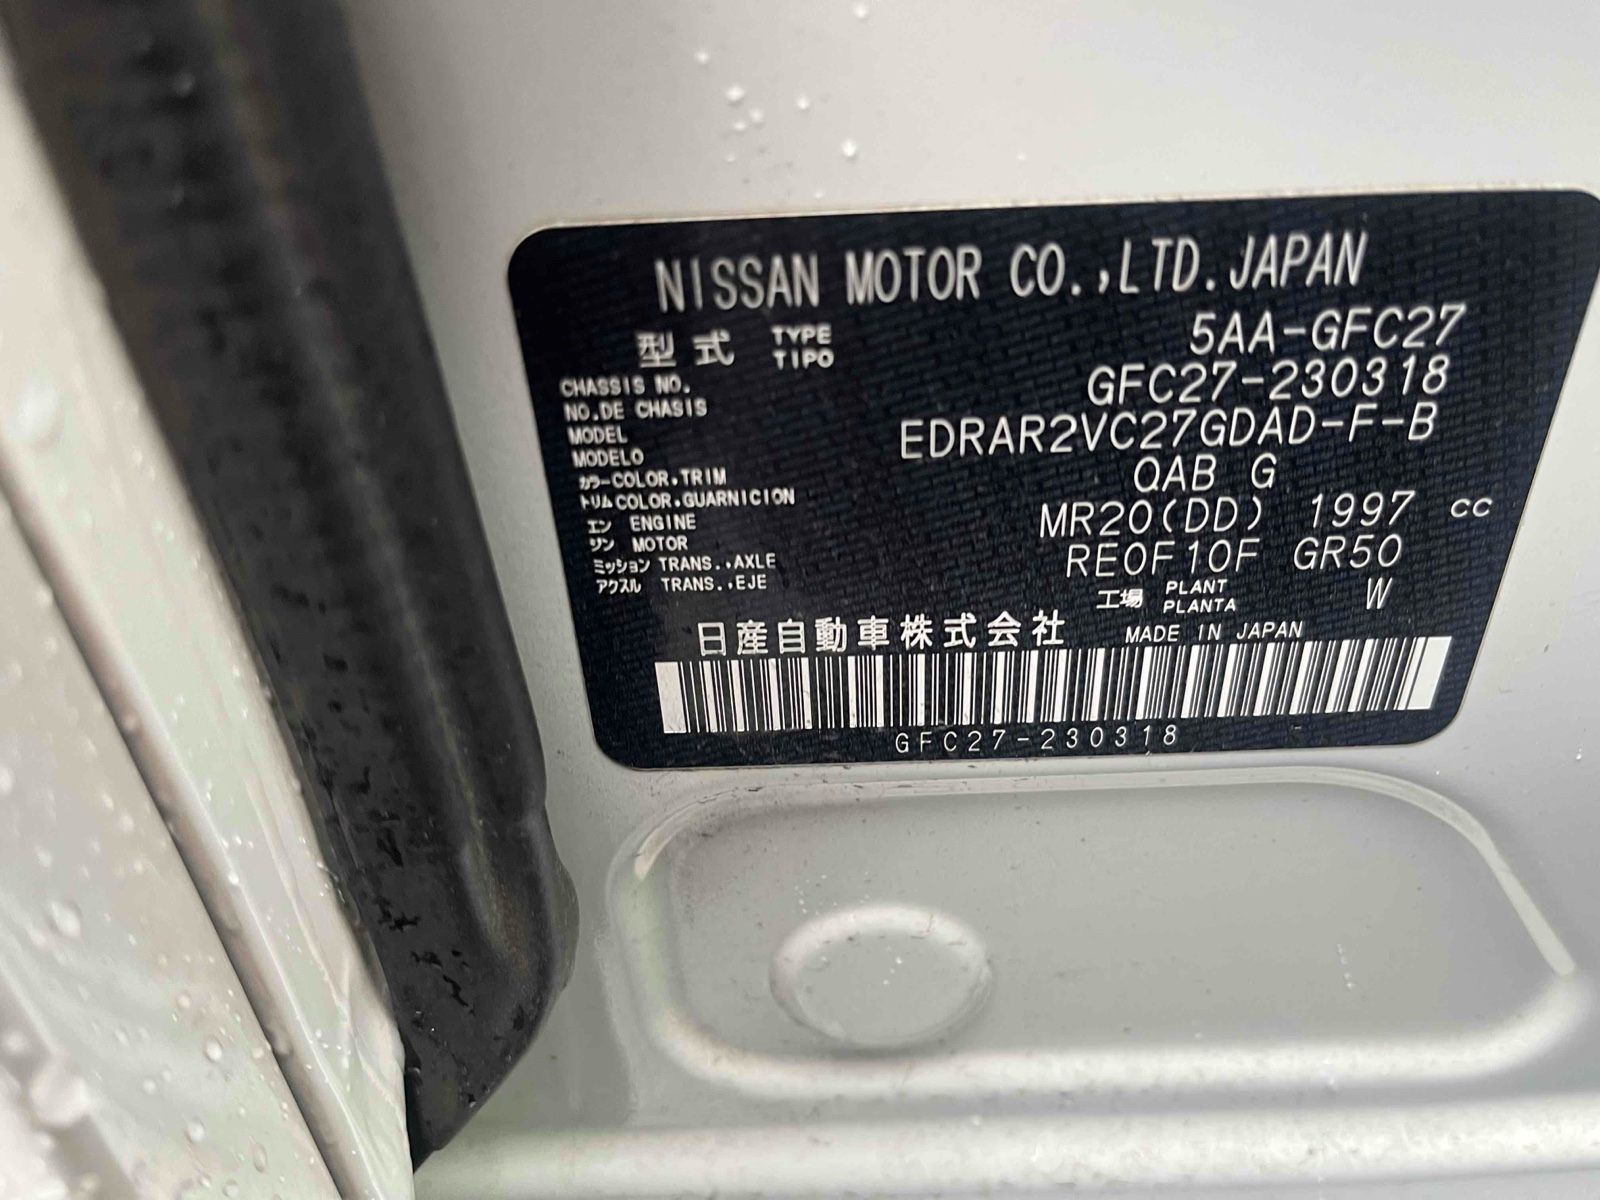 NISSAN MOTOR CO.,LTD.JAPAN
型式 TYPE TIPO 5AA-GFC27
CHASSIS NO.
NO.DE CHASIS
GFC27-230318
MODEL
MODELO
EDRAR2VC27GDAD-F-B
カラー COLOR.TRIM
トリム COLOR.GUARNICION
QAB G
エン ENGINE
ジン MOTOR
MR20(DD) 1997 cc
ミッション TRANS.,AXLE
アクスル TRANS.,EJE
RE0F10F GR50
工場 PLANT PLANTA W
日産自動車株式会社 MADE IN JAPAN
GFC27-230318